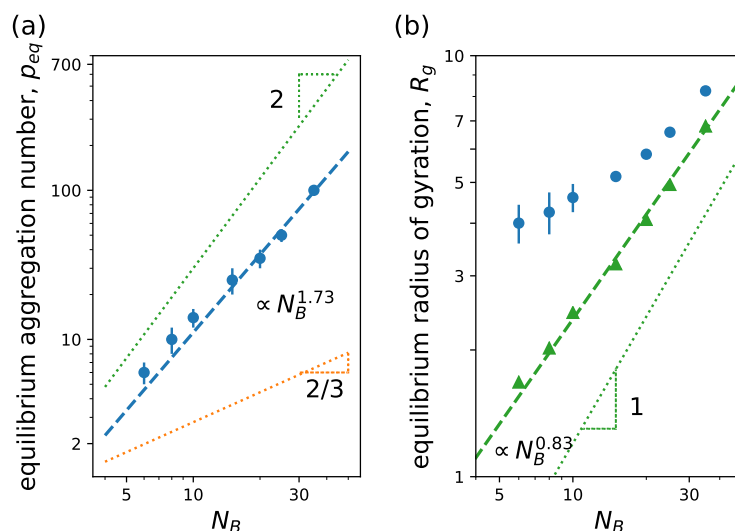 (a)
equilibrium aggregation number, p_eq
700
100
10
2
5
10
30
N_B
2
∝ N_B^1.73
2/3
(b)
equilibrium radius of gyration, R_g
10
7
5
3
2
1
5
10
30
N_B
1
∝ N_B^0.83